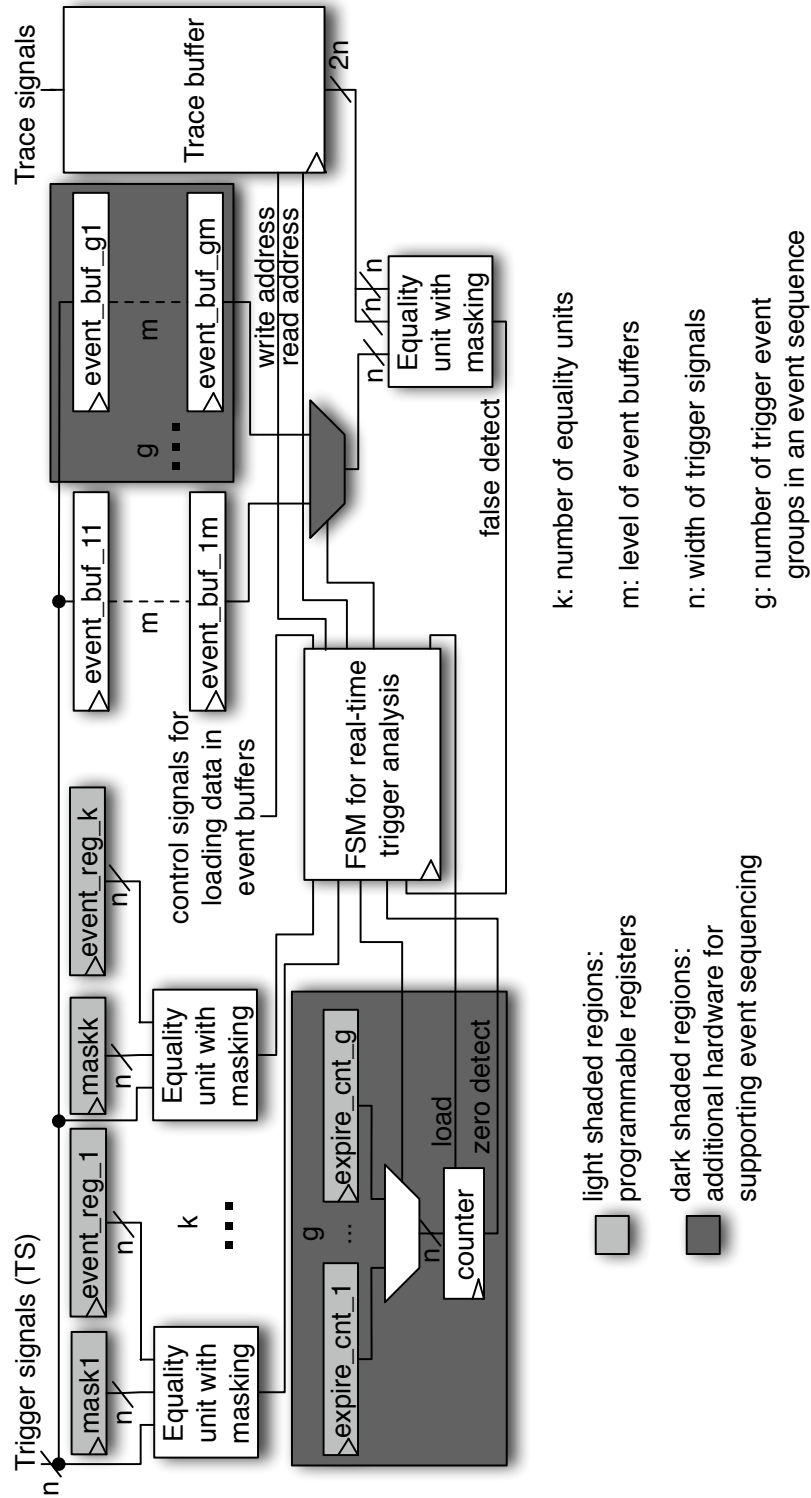 Trigger signals (TS)
n
mask1
n
event_reg_1
n
Equality
unit with
masking
k
...
maskk
n
event_reg_k
n
Equality
unit with
masking
event_buf_11
m
event_buf_1m
event_buf_g1
m
event_buf_gm
g
...
Trace signals
Trace buffer
2n
write address
read address
control signals for
loading data in
event buffers
FSM for real-time
trigger analysis
n
n
n
Equality
unit with
masking
false detect
expire_cnt_1
g
...
expire_cnt_g
n
counter
load
zero detect
light shaded regions:
programmable registers
dark shaded regions:
additional hardware for
supporting event sequencing
k: number of equality units
m: level of event buffers
n: width of trigger signals
g: number of trigger event
groups in an event sequence